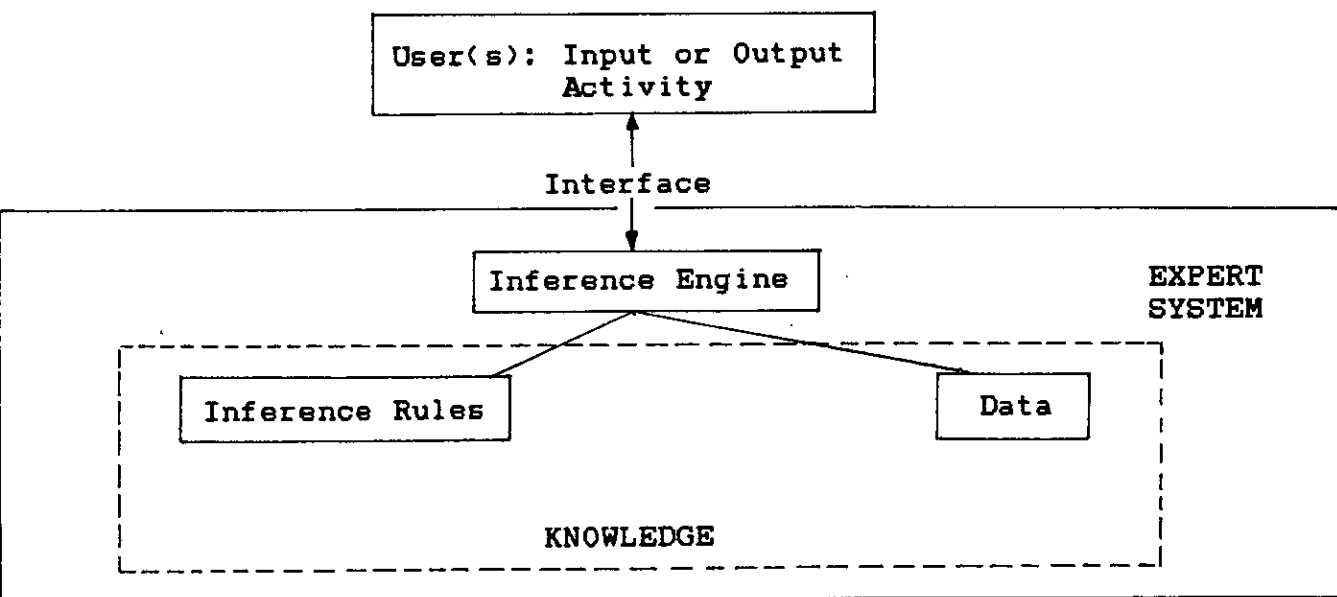 User(s): Input or Output
Activity
Interface
Inference Engine
EXPERT
SYSTEM
Inference Rules
Data
KNOWLEDGE